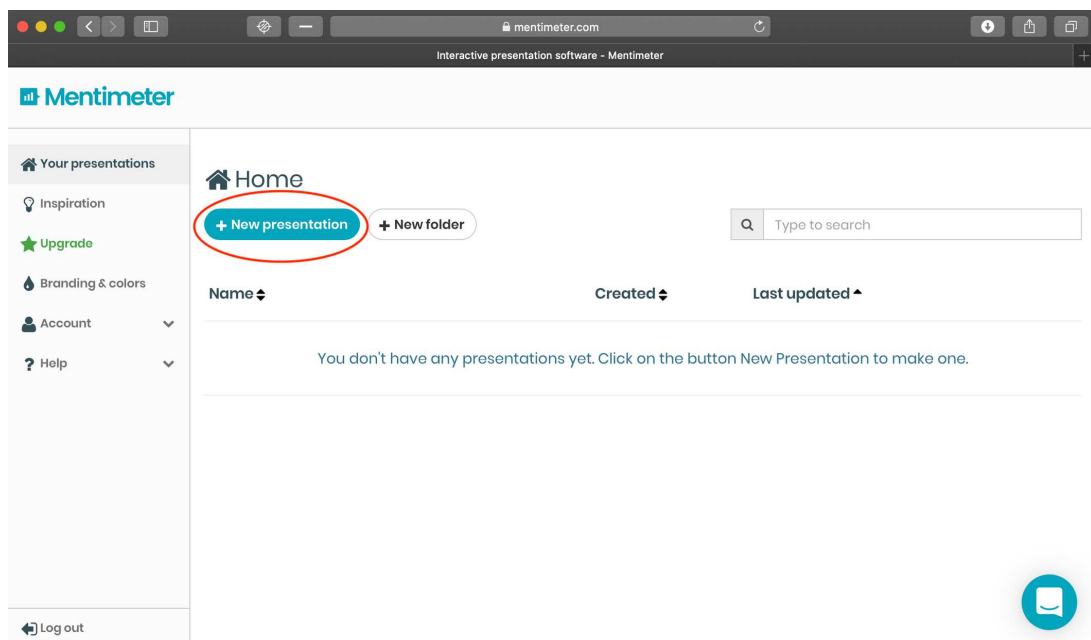 mentimeter.com
Interactive presentation software - Mentimeter
Mentimeter
Your presentations
Inspiration
Upgrade
Branding & colors
Account
? Help
Log out
Home
+ New presentation
+ New folder
Type to search
Name
Created
Last updated
You don't have any presentations yet. Click on the button New Presentation to make one.